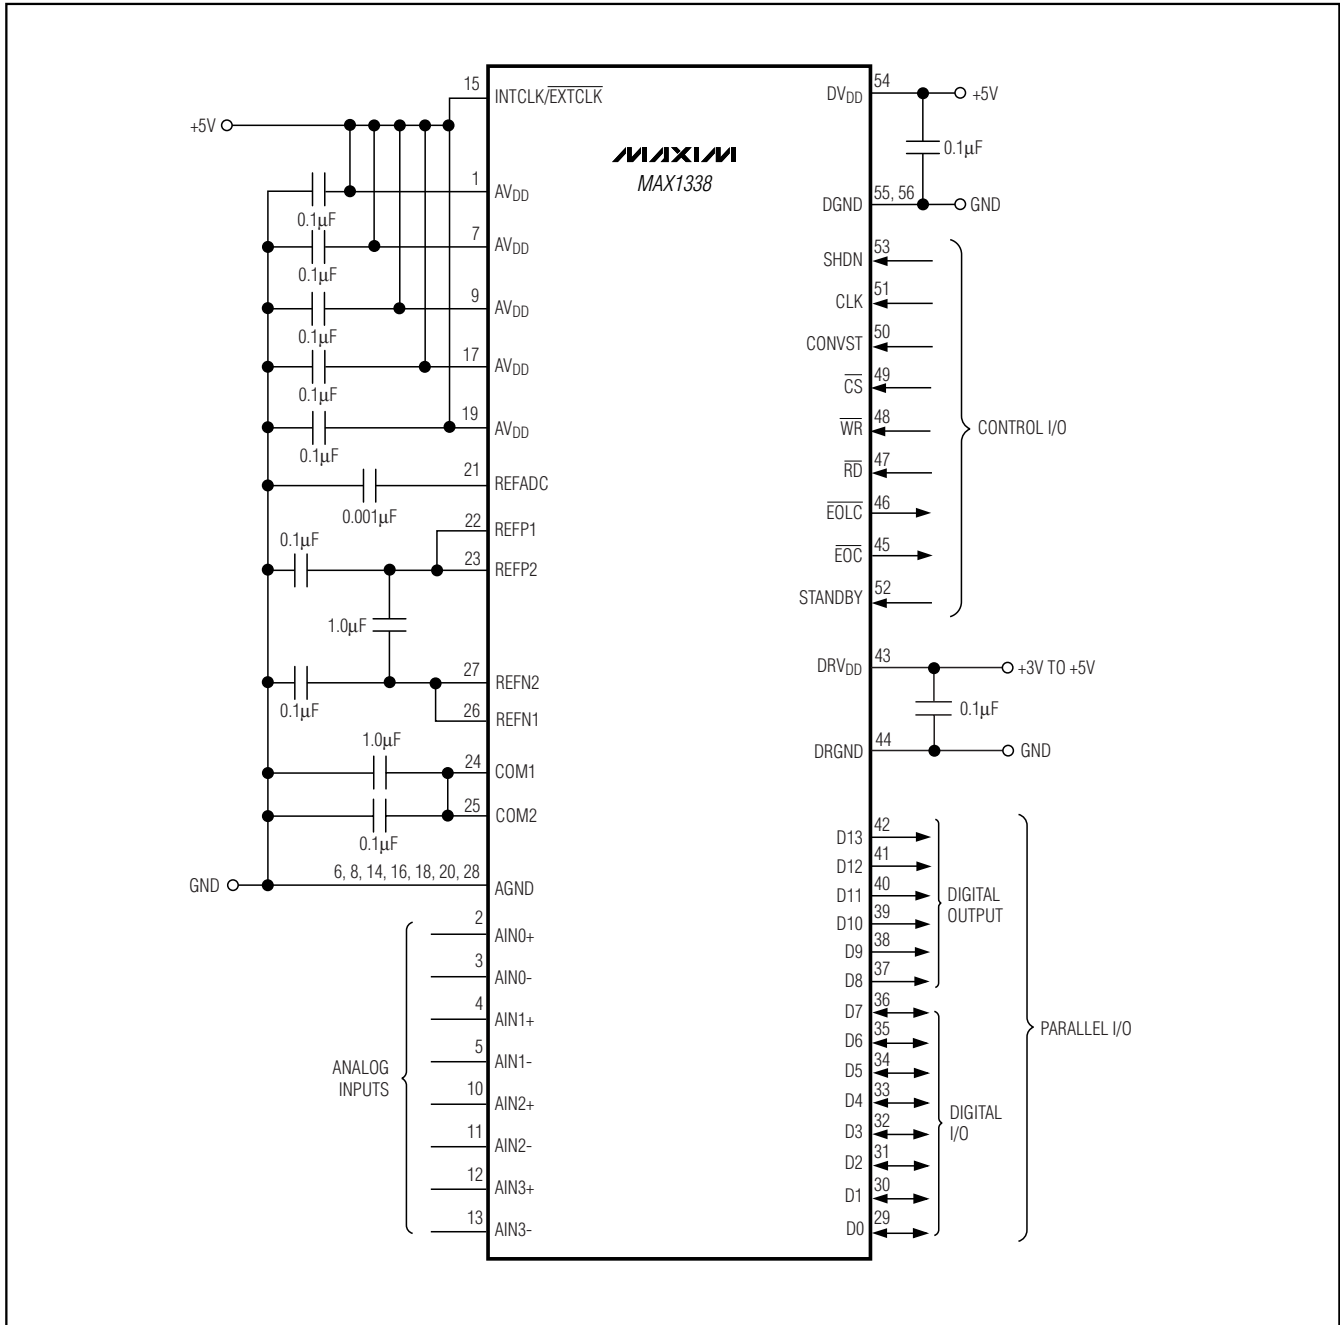 MAXIM
MAX1338
+5V
15
INTCLK/EXTCLK
1
AVDD
0.1µF
7
AVDD
0.1µF
9
AVDD
0.1µF
17
AVDD
0.1µF
19
AVDD
0.1µF
21
REFADC
0.001µF
22
REFP1
0.1µF
23
REFP2
1.0µF
27
REFN2
0.1µF
26
REFN1
1.0µF
24
COM1
25
COM2
0.1µF
GND
6, 8, 14, 16, 18, 20, 28
AGND
ANALOG
INPUTS
2
AIN0+
3
AIN0-
4
AIN1+
5
AIN1-
10
AIN2+
11
AIN2-
12
AIN3+
13
AIN3-
DVDD
54
+5V
0.1µF
DGND
55, 56
GND
SHDN
53
CLK
51
CONVST
50
CS
49
WR
48
RD
47
EOLC
46
EOC
45
STANDBY
52
CONTROL I/O
DRVDD
43
+3V TO +5V
0.1µF
DRGND
44
GND
D13
42
D12
41
D11
40
D10
39
D9
38
D8
37
DIGITAL
OUTPUT
D7
36
D6
35
D5
34
D4
33
D3
32
D2
31
D1
30
D0
29
DIGITAL
I/O
PARALLEL I/O